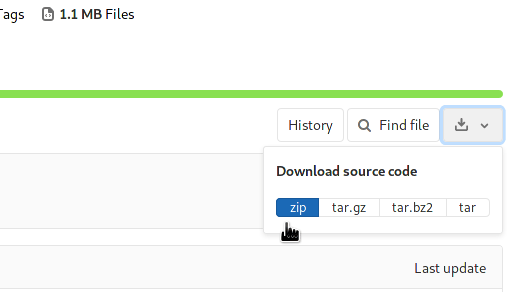 Tags 1.1 MB Files
History Find file
Download source code
zip tar.gz tar.bz2 tar
Last update